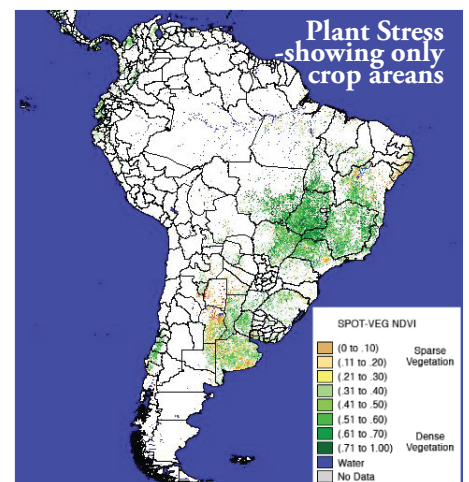 Plant Stress
-showing only
crop areans
SPOT-VEG NDVI
(0 to .10)
Sparse
(.11 to .20)
Vegetation
(.21 to .30)
(.31 to .40)
(.41 to .50)
(.51 to .60)
(.61 to .70)
Dense
(.71 to 1.00)
Vegetation
Water
No Data